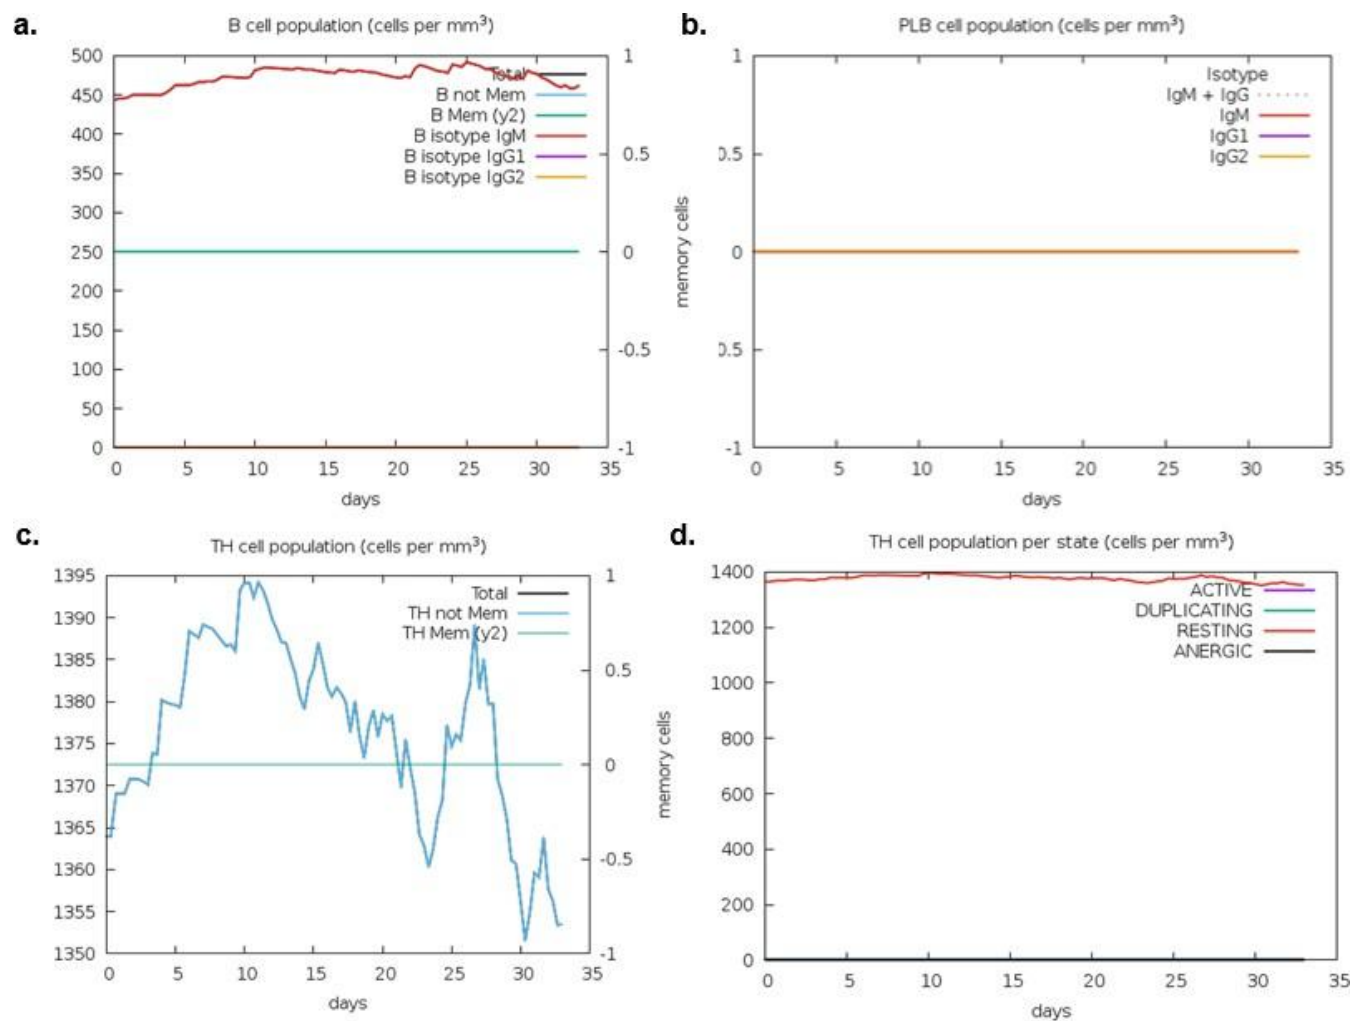 a.
B cell population (cells per mm³)
500
450
400
350
300
250
200
150
100
50
0
1
0.5
0
-0.5
-1
Total
B not Mem
B Mem (y2)
B isotype IgM
B isotype IgG1
B isotype IgG2
memory cells
0 5 10 15 20 25 30 35
days
b.
PLB cell population (cells per mm³)
1
0.5
0
0.5
-1
Isotype
IgM + IgG
IgM
IgG1
IgG2
0 5 10 15 20 25 30 35
days
c.
TH cell population (cells per mm³)
1395
1390
1385
1380
1375
1370
1365
1360
1355
1350
1
0.5
0
-0.5
-1
Total
TH not Mem
TH Mem (y2)
memory cells
0 5 10 15 20 25 30 35
days
d.
TH cell population per state (cells per mm³)
1400
1200
1000
800
600
400
200
0
ACTIVE
DUPLICATING
RESTING
ANERGIC
0 5 10 15 20 25 30 35
days